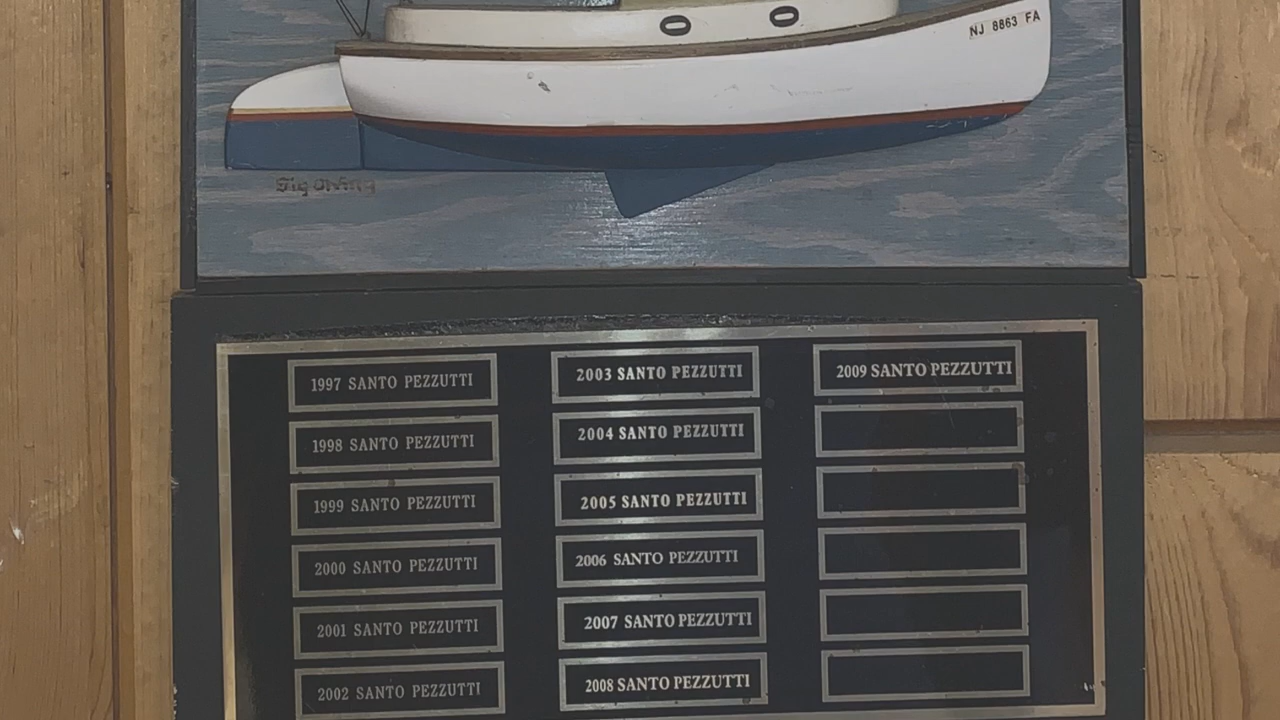 NJ 8863 FA
1997 SANTO PEZZUTTI
1998 SANTO PEZZUTTI
1999 SANTO PEZZUTTI
2000 SANTO PEZZUTTI
2001 SANTO PEZZUTTI
2002 SANTO PEZZUTTI
2003 SANTO PEZZUTTI
2004 SANTO PEZZUTTI
2005 SANTO PEZZUTTI
2006 SANTO PEZZUTTI
2007 SANTO PEZZUTTI
2008 SANTO PEZZUTTI
2009 SANTO PEZZUTTI